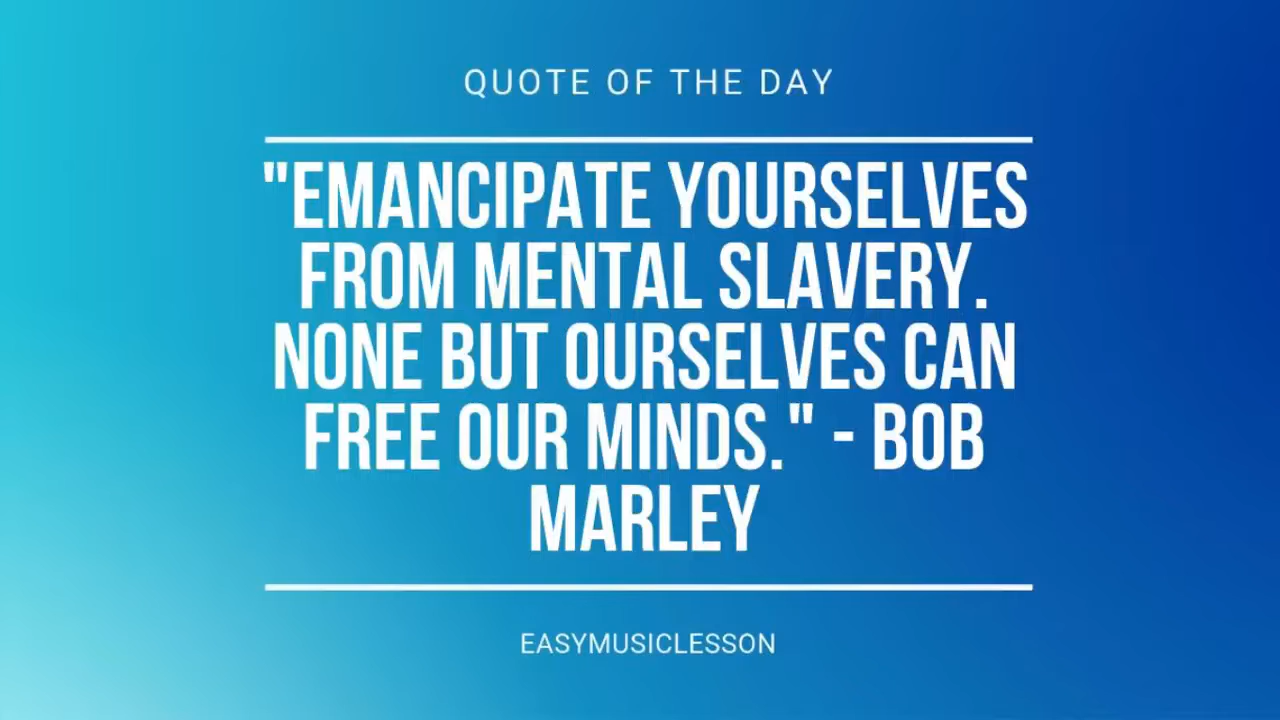 QUOTE OF THE DAY
"EMANCIPATE YOURSELVES
FROM MENTAL SLAVERY.
NONE BUT OURSELVES CAN
FREE OUR MINDS." - BOB
MARLEY
EASYMUSICLESSON